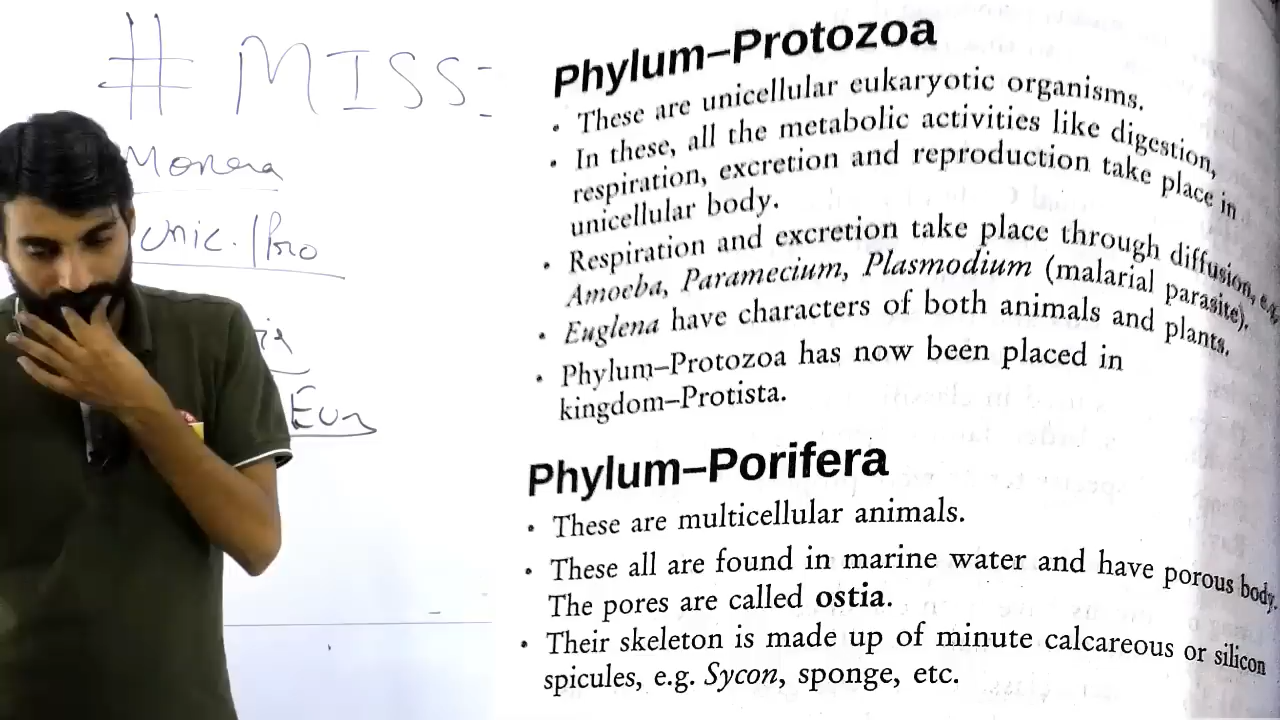 # MISS:
Monera
Unic. / Pro
Eun
Phylum–Protozoa
• These are unicellular eukaryotic organisms.
• In these, all the metabolic activities like digestion,
respiration, excretion and reproduction take place in
unicellular body.
• Respiration and excretion take place through diffusion, e.g.
Amoeba, Paramecium, Plasmodium (malarial parasite).
• Euglena have characters of both animals and plants.
• Phylum–Protozoa has now been placed in
kingdom–Protista.
Phylum–Porifera
• These are multicellular animals.
• These all are found in marine water and have porous body.
The pores are called ostia.
• Their skeleton is made up of minute calcareous or silicon
spicules, e.g. Sycon, sponge, etc.